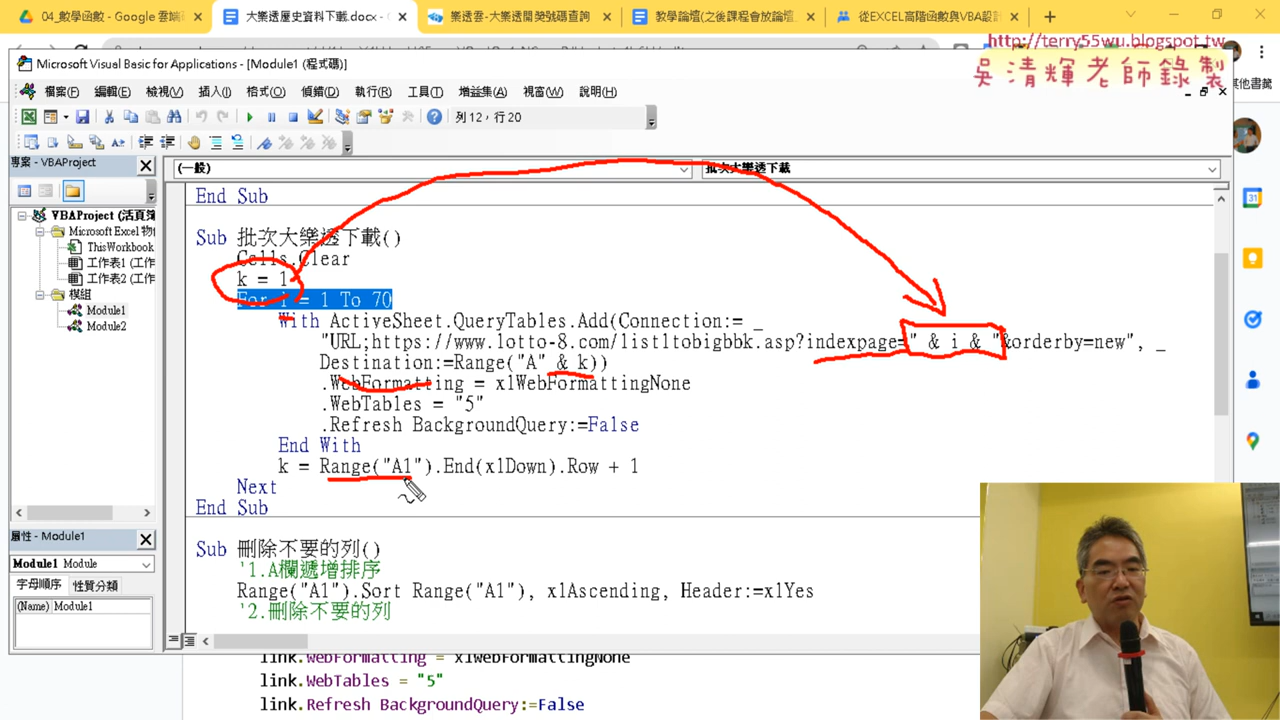 04_數學函數 - Google 雲端
大樂透歷史資料下載.docx -
樂透雲-大樂透開獎號碼查詢
教學論壇(之後課程會放論壇
從EXCEL高階函數與VBA設計
http://terry55wu.blogspot.tw
吳清輝老師錄製
其他書籤
Microsoft Visual Basic for Applications - [Module1 (程式碼)]
檔案(F) 編輯(E) 檢視(V) 插入(I) 格式(O) 偵錯(D) 執行(R) 工具(T) 增益集(A) 視窗(W) 說明(H)
列 12，行 20
專案 - VBAProject
(一般)
批次大樂透下載
VBAProject (活頁簿
Microsoft Excel 物
ThisWorkbook
工作表1 (工作
工作表2 (工作
模組
Module1
Module2
屬性 - Module1
Module1 Module
字母順序 性質分類
(Name) Module1
End Sub
Sub 批次大樂透下載()
Cells.Clear
k = 1
For i = 1 To 70
With ActiveSheet.QueryTables.Add(Connection:= _
"URL;https://www.lotto-8.com/listltobigbbk.asp?indexpage=" & i & "&orderby=new", _
Destination:=Range("A" & k))
.WebFormatting = xlWebFormattingNone
.WebTables = "5"
.Refresh BackgroundQuery:=False
End With
k = Range("A1").End(xlDown).Row + 1
Next
End Sub
Sub 刪除不要的列()
'1.A欄遞增排序
Range("A1").Sort Range("A1"), xlAscending, Header:=xlYes
'2.刪除不要的列
link.WebFormatting = xlWebFormattingNone
link.WebTables = "5"
link.Refresh BackgroundQuery:=False